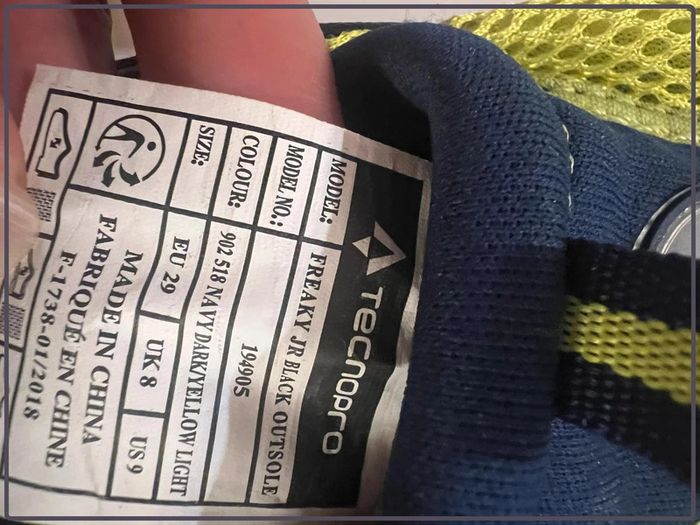 TECNOPRO
MODEL: FREAKY JR BLACK OUTSOLE
MODEL NO.: 194905
COLOUR: 902 518 NAVYDARK/YELLOW LIGHT
SIZE: EU 29 UK 8 US 9
MADE IN CHINA
FABRIQUÉ EN CHINE
F-1738-01/2018